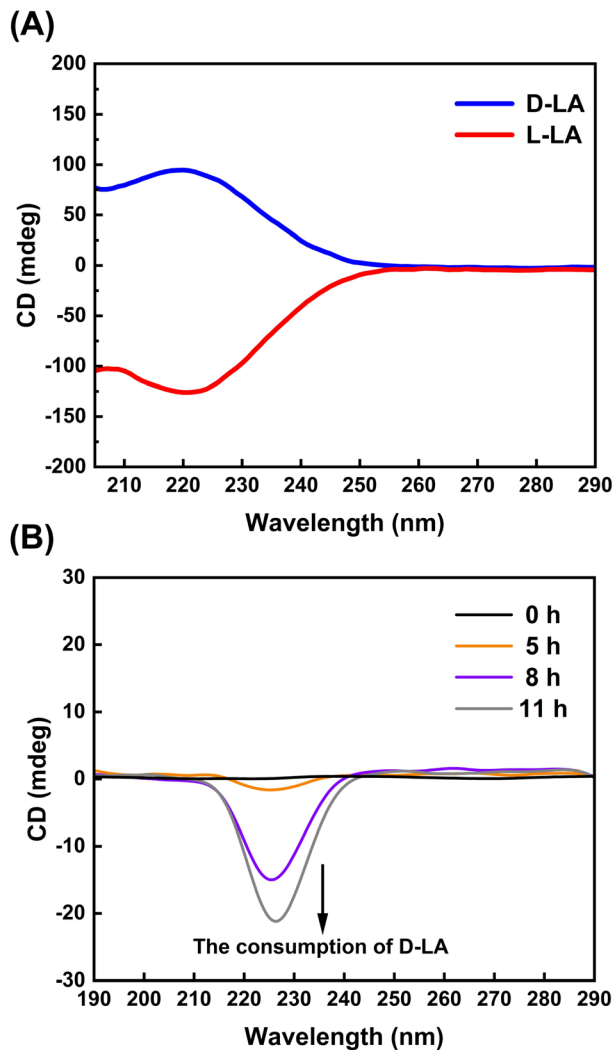 (A)
200
150
100
50
0
-50
-100
-150
-200
CD (mdeg)
D-LA
L-LA
210 220 230 240 250 260 270 280 290
Wavelength (nm)
(B)
30
20
10
0
-10
-20
-30
CD (mdeg)
0 h
5 h
8 h
11 h
The consumption of D-LA
190 200 210 220 230 240 250 260 270 280 290
Wavelength (nm)